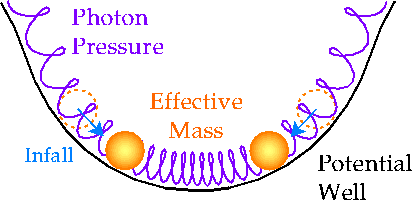 Photon
Pressure
Effective
Mass
Infall
Potential
Well